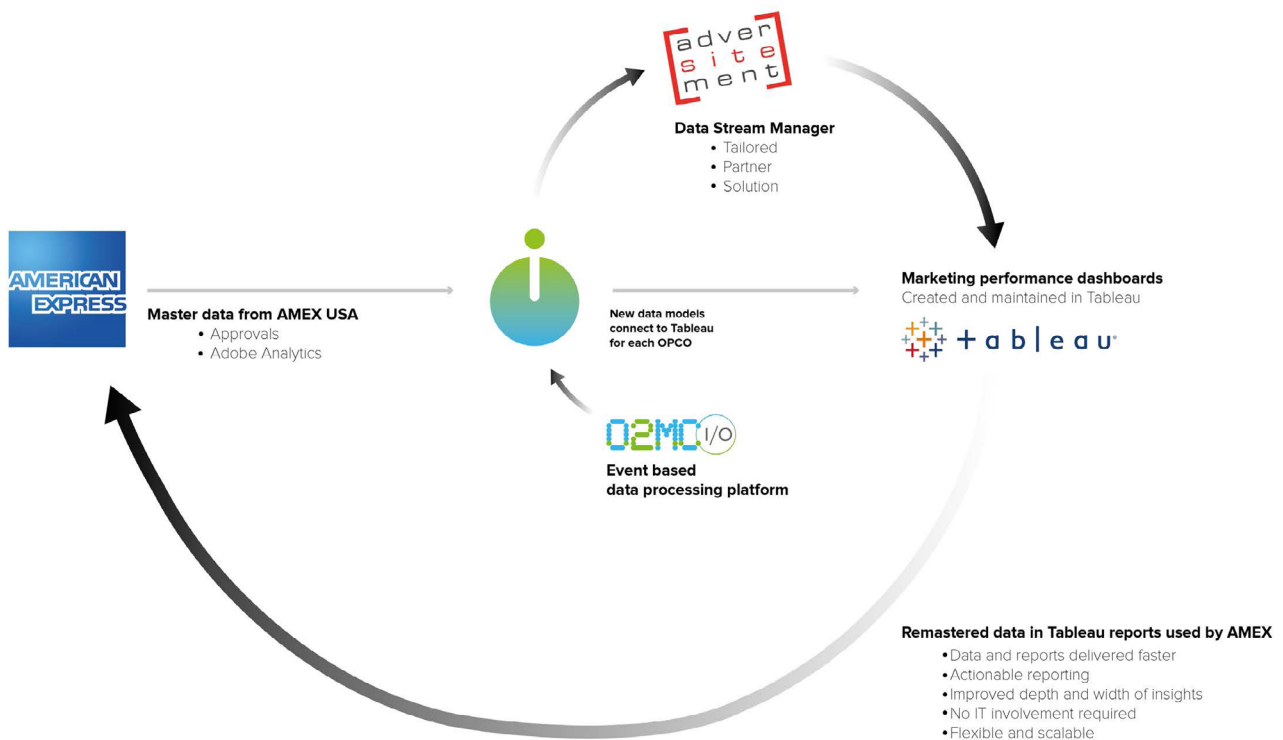 adver
site
ment
Data Stream Manager
• Tailored
• Partner
• Solution
AMERICAN
EXPRESS
Master data from AMEX USA
• Approvals
• Adobe Analytics
New data models
connect to Tableau
for each OPCO
Marketing performance dashboards
Created and maintained in Tableau
+ableau®
O2MC I/O
Event based
data processing platform
Remastered data in Tableau reports used by AMEX
• Data and reports delivered faster
• Actionable reporting
• Improved depth and width of insights
• No IT involvement required
• Flexible and scalable